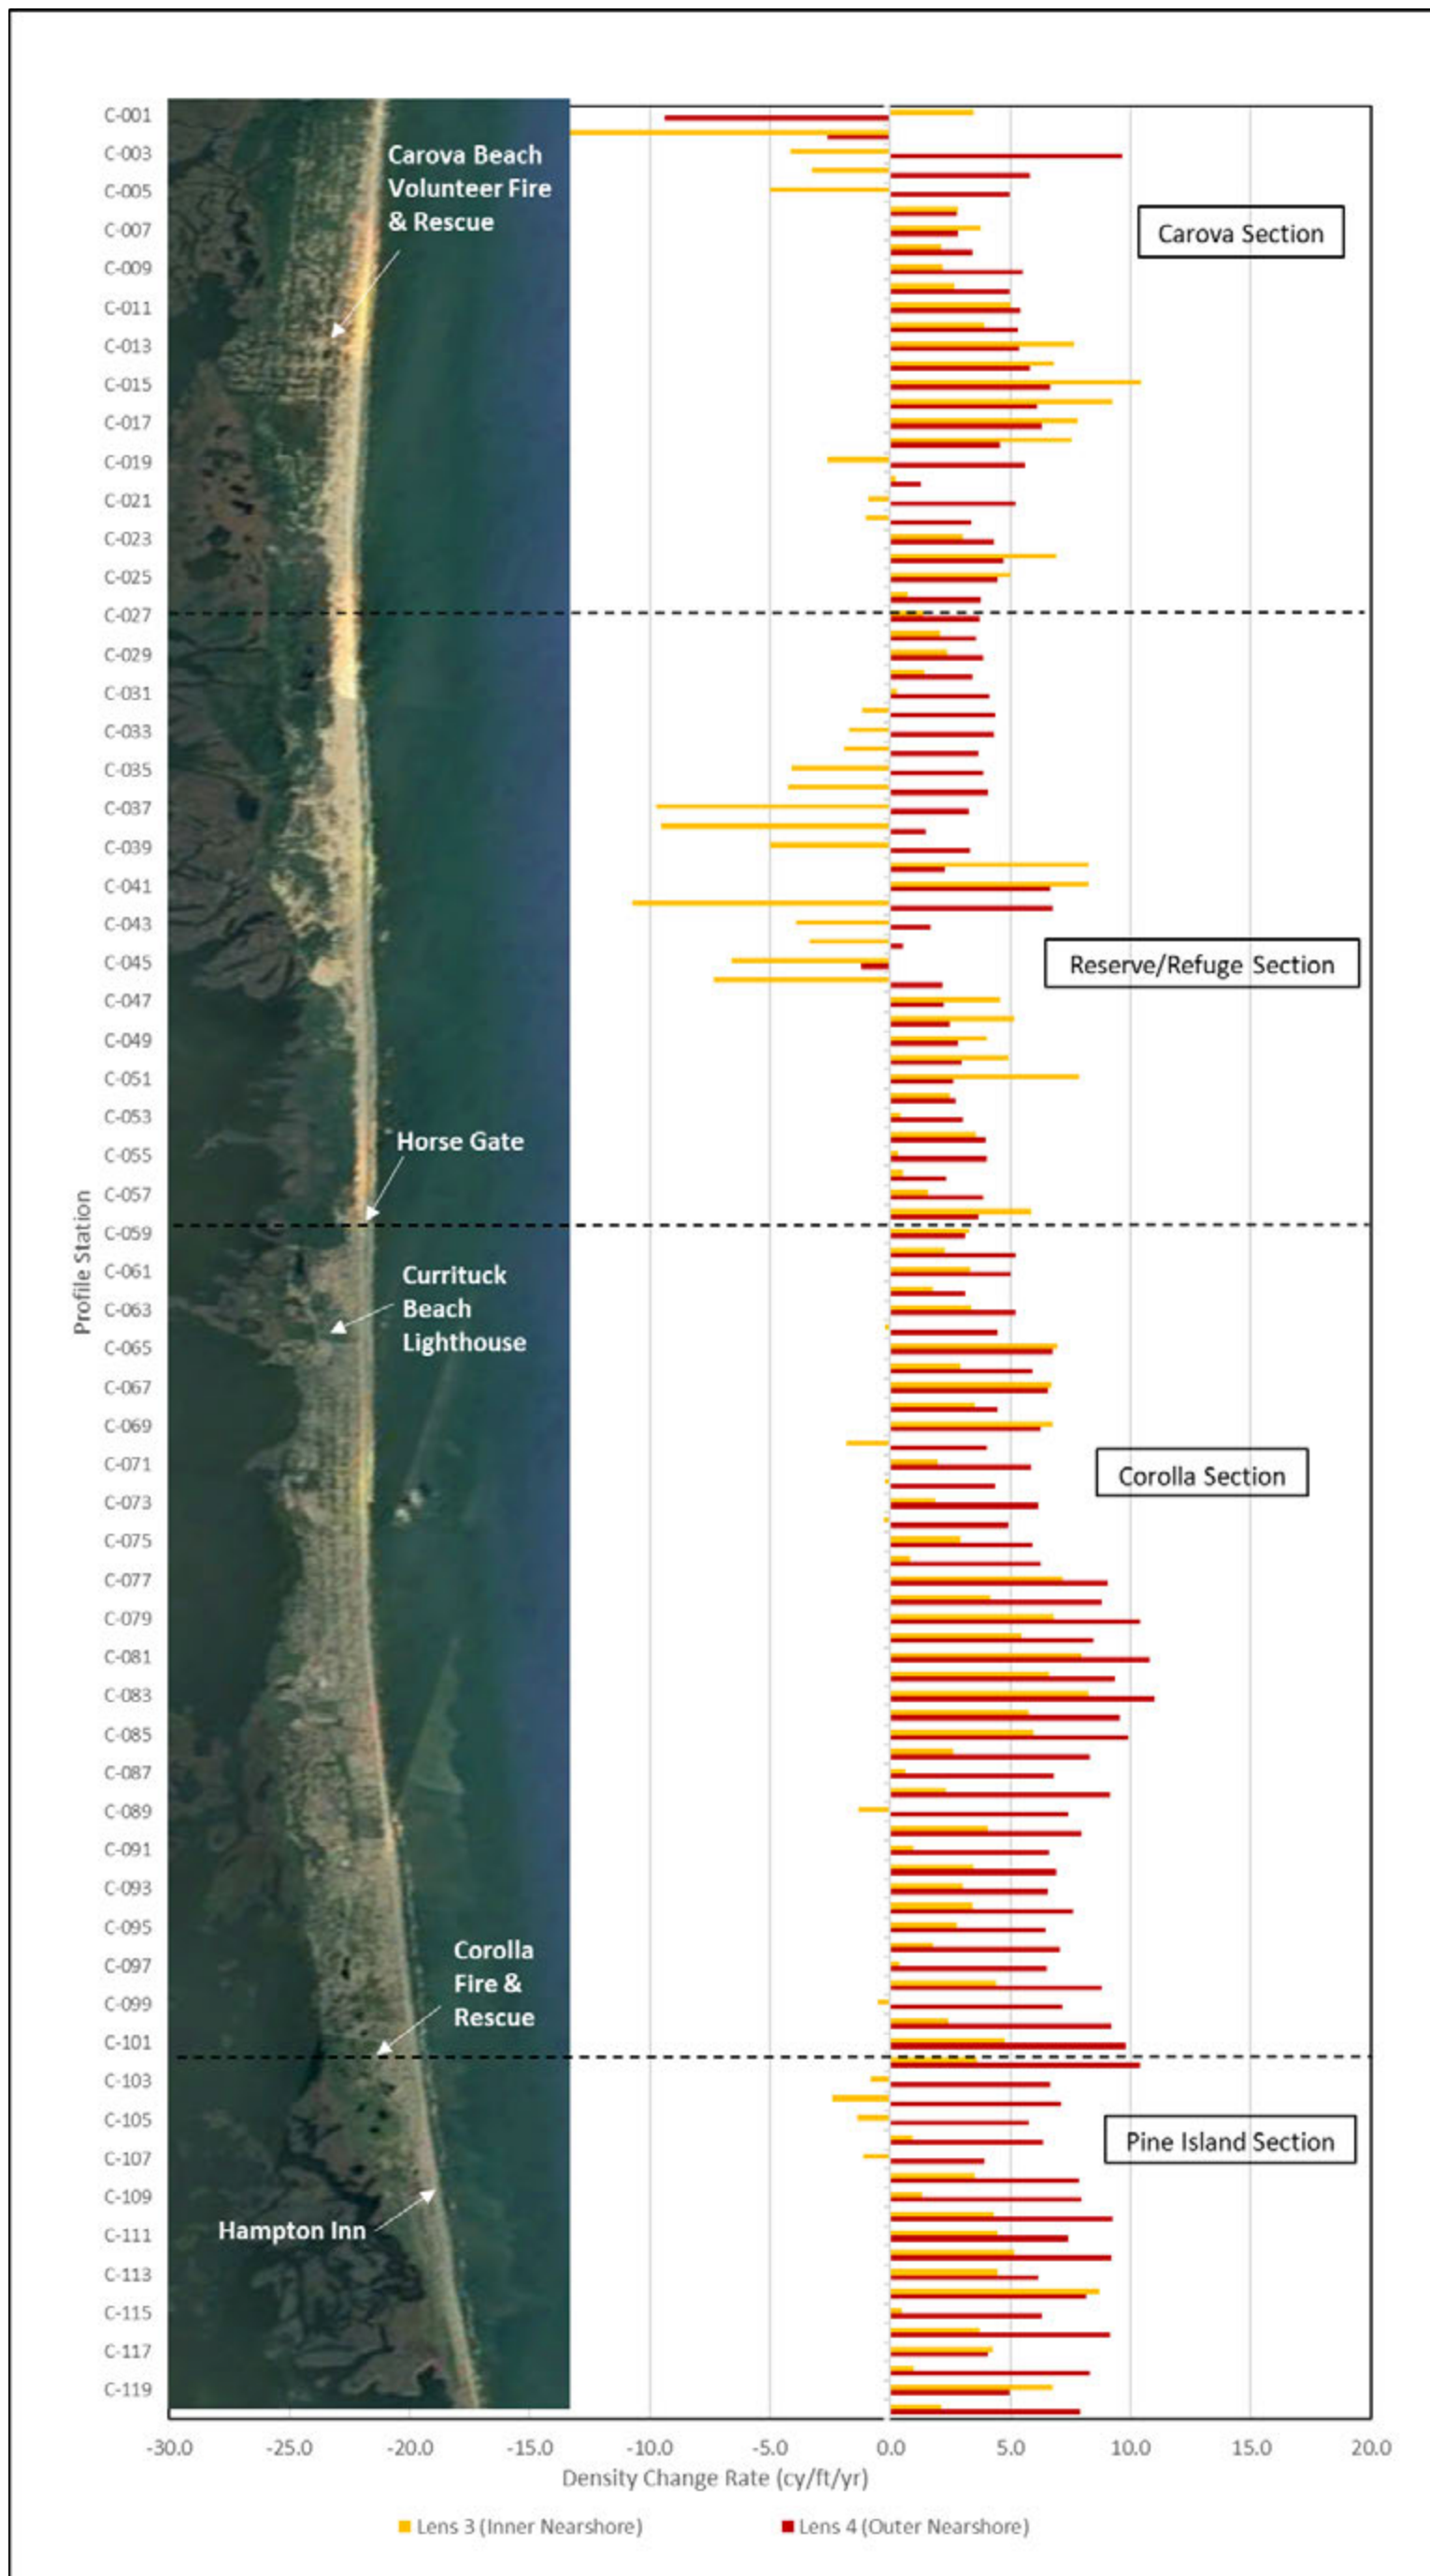 C-001
C-003
C-005
C-007
C-009
C-011
C-013
C-015
C-017
C-019
C-021
C-023
C-025
C-027
C-029
C-031
C-033
C-035
C-037
C-039
C-041
C-043
C-045
C-047
C-049
C-051
C-053
C-055
C-057
C-059
C-061
C-063
C-065
C-067
C-069
C-071
C-073
C-075
C-077
C-079
C-081
C-083
C-085
C-087
C-089
C-091
C-093
C-095
C-097
C-099
C-101
C-103
C-105
C-107
C-109
C-111
C-113
C-115
C-117
C-119
Profile Station
Carova Beach
Volunteer Fire
& Rescue
Horse Gate
Currituck
Beach
Lighthouse
Corolla
Fire &
Rescue
Hampton Inn
Carova Section
Reserve/Refuge Section
Corolla Section
Pine Island Section
-30.0 -25.0 -20.0 -15.0 -10.0 -5.0 0.0 5.0 10.0 15.0 20.0
Density Change Rate (cy/ft/yr)
Lens 3 (Inner Nearshore) Lens 4 (Outer Nearshore)